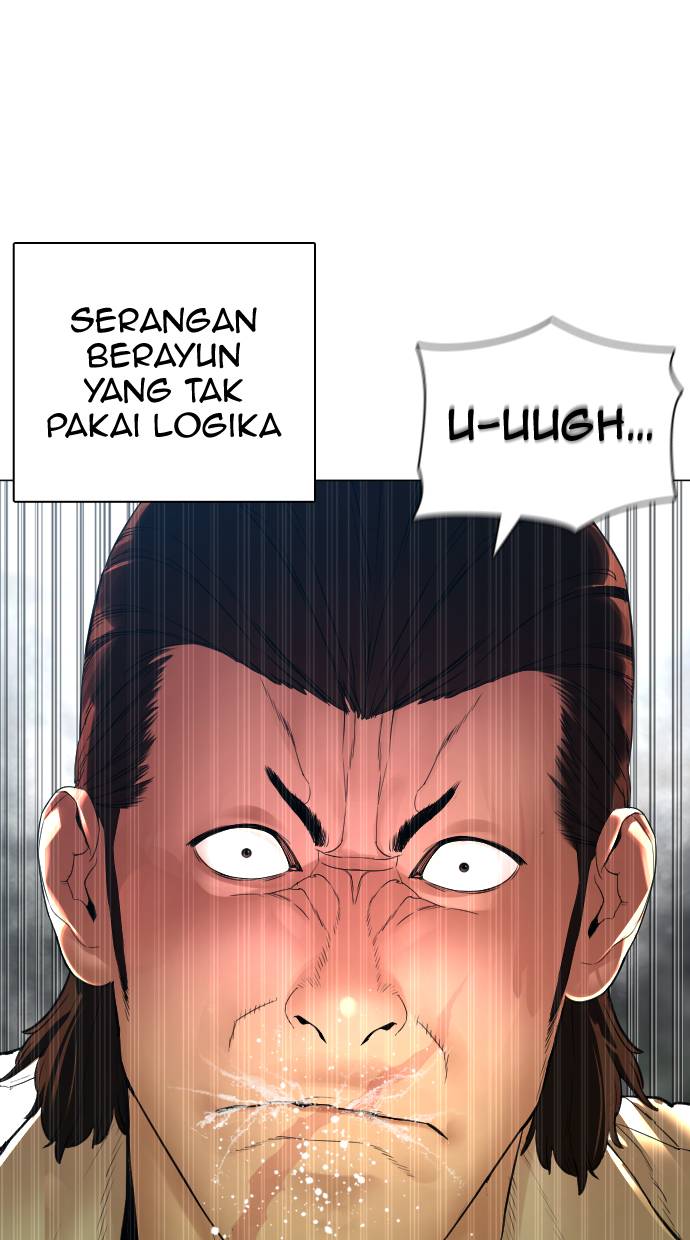 SERANGAN
BERAYUN
YANG TAK
PAKAI LOGIKA
U-UUGH...